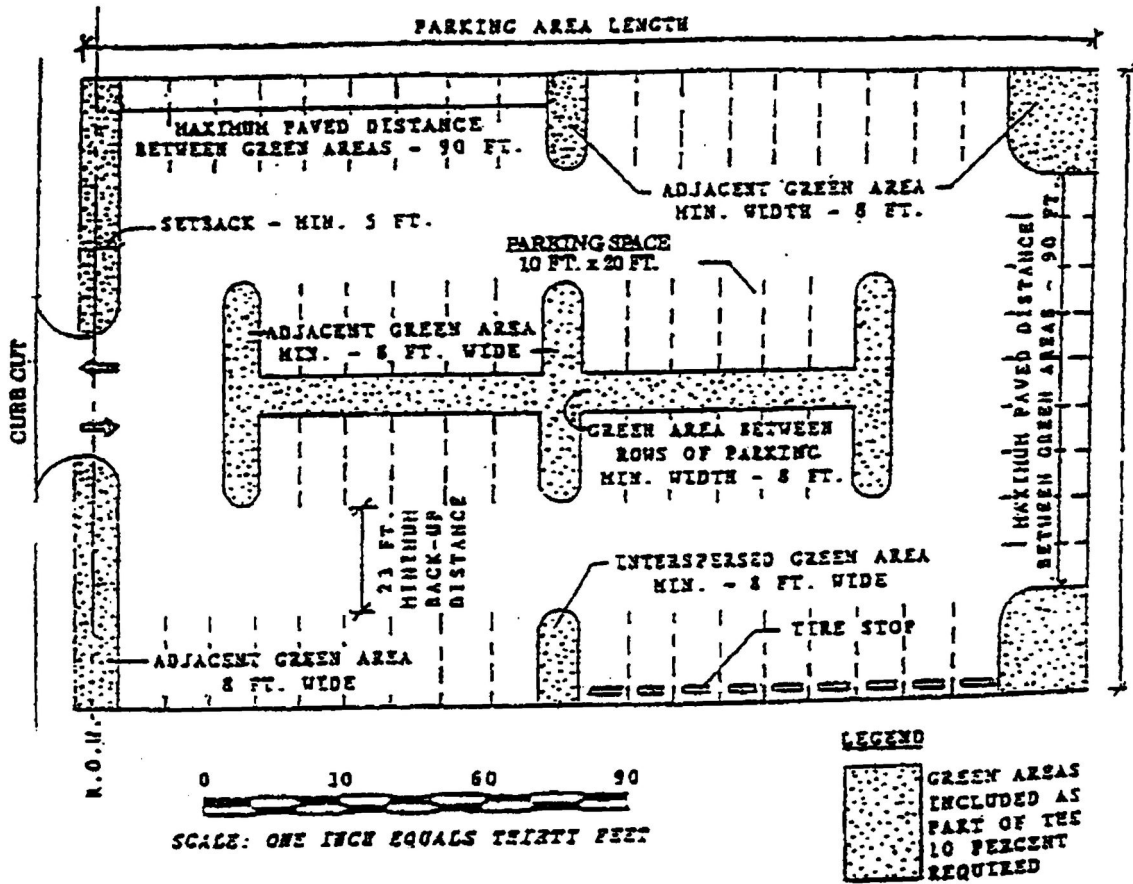 PARKING AREA LENGTH
MAXIMUM PAVED DISTANCE
BETWEEN GREEN AREAS - 90 FT.
ADJACENT GREEN AREA
MIN. WIDTH - 8 FT.
SETBACK - MIN. 5 FT.
PARKING SPACE
10 FT. x 20 FT.
ADJACENT GREEN AREA
MIN. - 8 FT. WIDE
MAXIMUM PAVED DISTANCE
BETWEEN GREEN AREAS - 90 FT.
CURB CUT
GREEN AREA BETWEEN
ROWS OF PARKING
MIN. WIDTH - 8 FT.
23 FT.
MINIMUM
BACK-UP
DISTANCE
INTERSPERSED GREEN AREA
MIN. - 8 FT. WIDE
TIRE STOP
ADJACENT GREEN AREA
8 FT. WIDE
R.O.W.
0 30 60 90
SCALE: ONE INCH EQUALS THIRTY FEET
LEGEND
GREEN AREAS
INCLUDED AS
PART OF THE
10 PERCENT
REQUIRED